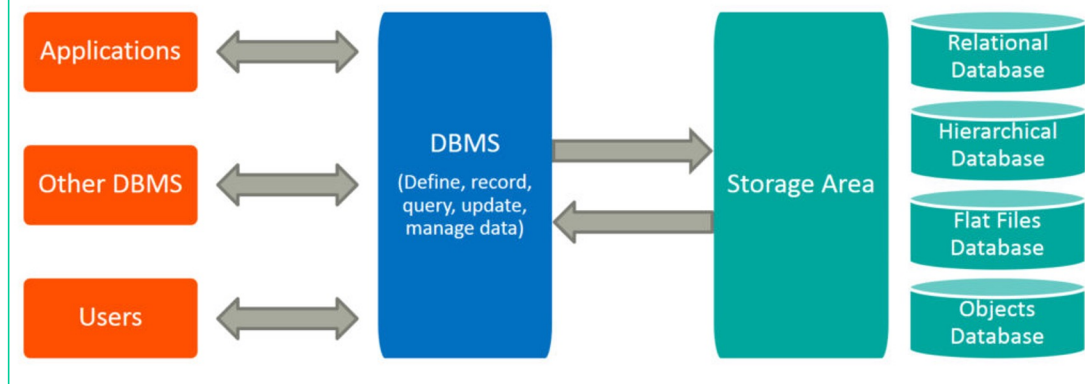 Applications
Other DBMS
Users
DBMS
(Define, record,
query, update,
manage data)
Storage Area
Relational
Database
Hierarchical
Database
Flat Files
Database
Objects
Database